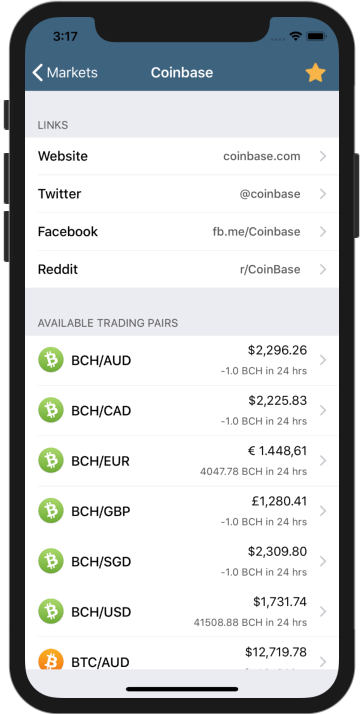 3:17
Markets
Coinbase
LINKS
Website coinbase.com
Twitter @coinbase
Facebook fb.me/Coinbase
Reddit r/CoinBase
AVAILABLE TRADING PAIRS
BCH/AUD $2,296.26
-1.0 BCH in 24 hrs
BCH/CAD $2,225.83
-1.0 BCH in 24 hrs
BCH/EUR € 1.448,61
4047.78 BCH in 24 hrs
BCH/GBP £1,280.41
-1.0 BCH in 24 hrs
BCH/SGD $2,309.80
-1.0 BCH in 24 hrs
BCH/USD $1,731.74
41508.88 BCH in 24 hrs
BTC/AUD $12,719.78